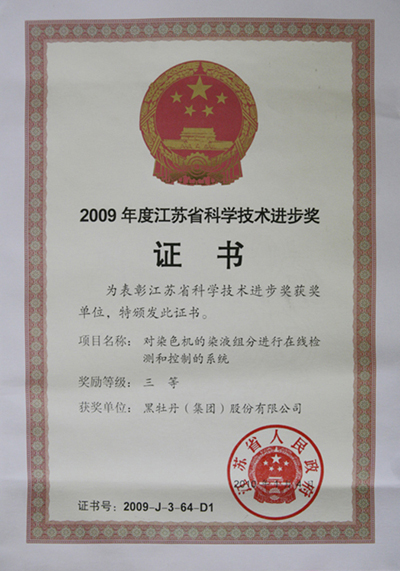 2009 年度江苏省科学技术进步奖
证书
为表彰江苏省科学技术进步奖获奖
单位，特颁发此证书。
项目名称： 对染色机的染液组分进行在线检
测和控制的系统
奖励等级： 三 等
获奖单位： 黑牡丹（集团）股份有限公司
江苏省人民政府
证书号：2009-J-3-64-D1